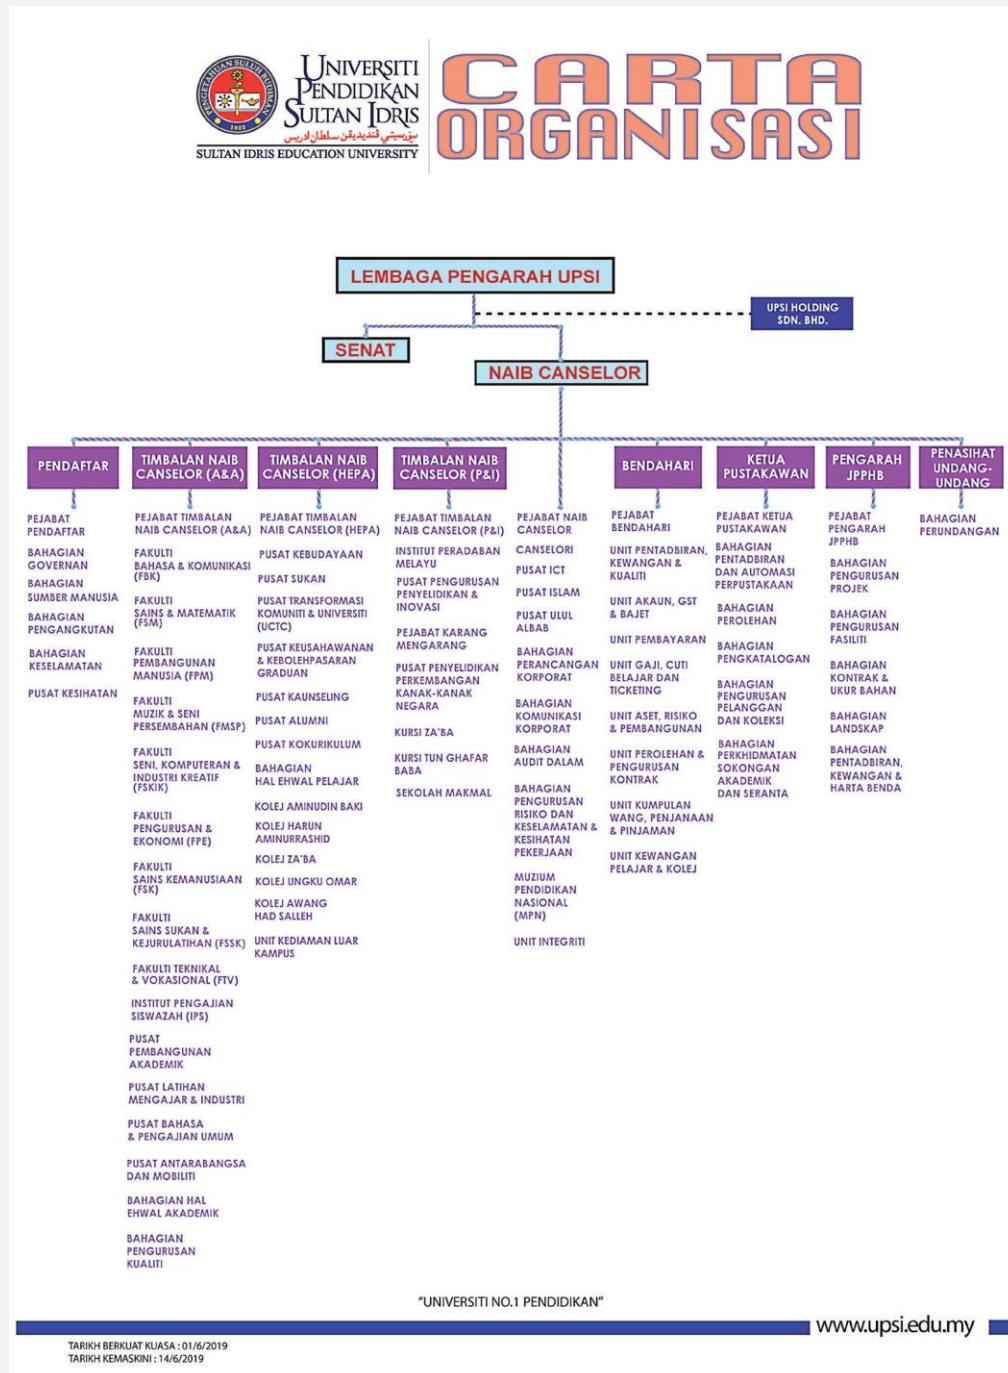 UNIVERSITI
PENDIDIKAN
SULTAN IDRIS
SULTAN IDRIS EDUCATION UNIVERSITY
PENGETAHUAN SULUH BUDIMAN
1922
CARTA
ORGANISASI
LEMBAGA PENGARAH UPSI
UPSI HOLDING
SDN. BHD.
SENAT
NAIB CANSELOR
PENDAFTAR
PEJABAT
PENDAFTAR
BAHAGIAN
GOVERNAN
BAHAGIAN
SUMBER MANUSIA
BAHAGIAN
PENGANGKUTAN
BAHAGIAN
KESELAMATAN
PUSAT KESIHATAN
TIMBALAN NAIB
CANSELOR (A&A)
PEJABAT TIMBALAN
NAIB CANSELOR (A&A)
FAKULTI
BAHASA & KOMUNIKASI
(FBK)
FAKULTI
SAINS & MATEMATIK
(FSM)
FAKULTI
PEMBANGUNAN
MANUSIA (FPM)
FAKULTI
MUZIK & SENI
PERSEMBAHAN (FMSP)
FAKULTI
SENI, KOMPUTERAN &
INDUSTRI KREATIF
(FSKIK)
FAKULTI
PENGURUSAN &
EKONOMI (FPE)
FAKULTI
SAINS KEMANUSIAAN
(FSK)
FAKULTI
SAINS SUKAN &
KEJURULATIHAN (FSSK)
FAKULTI TEKNIKAL
& VOKASIONAL (FTV)
INSTITUT PENGAJIAN
SISWAZAH (IPS)
PUSAT
PEMBANGUNAN
AKADEMIK
PUSAT LATIHAN
MENGAJAR & INDUSTRI
PUSAT BAHASA
& PENGAJIAN UMUM
PUSAT ANTARABANGSA
DAN MOBILITI
BAHAGIAN HAL
EHWAL AKADEMIK
BAHAGIAN
PENGURUSAN
KUALITI
TIMBALAN NAIB
CANSELOR (HEPA)
PEJABAT TIMBALAN
NAIB CANSELOR (HEPA)
PUSAT KEBUDAYAAN
PUSAT SUKAN
PUSAT TRANSFORMASI
KOMUNITI & UNIVERSITI
(UCTC)
PUSAT KEUSAHAWANAN
& KEBOLEHPASARAN
GRADUAN
PUSAT KAUNSELING
PUSAT ALUMNI
PUSAT KOKURIKULUM
BAHAGIAN
HAL EHWAL PELAJAR
KOLEJ AMINUDIN BAKI
KOLEJ HARUN
AMINURRASHID
KOLEJ ZA'BA
KOLEJ UNGKU OMAR
KOLEJ AWANG
HAD SALLEH
UNIT KEDIAMAN LUAR
KAMPUS
TIMBALAN NAIB
CANSELOR (P&I)
PEJABAT TIMBALAN
NAIB CANSELOR (P&I)
INSTITUT PERADABAN
MELAYU
PUSAT PENGURUSAN
PENYELIDIKAN &
INOVASI
PEJABAT KARANG
MENGARANG
PUSAT PENYELIDIKAN
PERKEMBANGAN
KANAK-KANAK
NEGARA
KURSI ZA'BA
KURSI TUN GHAFAR
BABA
SEKOLAH MAKMAL
PEJABAT NAIB
CANSELOR
CANSELORI
PUSAT ICT
PUSAT ISLAM
PUSAT ULUL
ALBAB
BAHAGIAN
PERANCANGAN
KORPORAT
BAHAGIAN
KOMUNIKASI
KORPORAT
BAHAGIAN
AUDIT DALAM
BAHAGIAN
PENGURUSAN
RISIKO DAN
KESELAMATAN &
KESIHATAN
PEKERJAAN
MUZIUM
PENDIDIKAN
NASIONAL
(MPN)
UNIT INTEGRITI
BENDAHARI
PEJABAT
BENDAHARI
UNIT PENTADBIRAN,
KEWANGAN &
KUALITI
UNIT AKAUN, GST
& BAJET
UNIT PEMBAYARAN
UNIT GAJI, CUTI
BELAJAR DAN
TICKETING
UNIT ASET, RISIKO
& PEMBANGUNAN
UNIT PEROLEHAN &
PENGURUSAN
KONTRAK
UNIT KUMPULAN
WANG, PENJANAAN
& PINJAMAN
UNIT KEWANGAN
PELAJAR & KOLEJ
KETUA
PUSTAKAWAN
PEJABAT KETUA
PUSTAKAWAN
BAHAGIAN
PENTADBIRAN
DAN AUTOMASI
PERPUSTAKAAN
BAHAGIAN
PEROLEHAN
BAHAGIAN
PENGKATALOGAN
BAHAGIAN
PENGURUSAN
PELANGGAN
DAN KOLEKSI
BAHAGIAN
PERKHIDMATAN
SOKONGAN
AKADEMIK
DAN SERANTA
PENGARAH
JPPHB
PEJABAT
PENGARAH
JPPHB
BAHAGIAN
PENGURUSAN
PROJEK
BAHAGIAN
PENGURUSAN
FASILITI
BAHAGIAN
KONTRAK &
UKUR BAHAN
BAHAGIAN
LANDSKAP
BAHAGIAN
PENTADBIRAN,
KEWANGAN &
HARTA BENDA
PENASIHAT
UNDANG-
UNDANG
BAHAGIAN
PERUNDANGAN
"UNIVERSITI NO.1 PENDIDIKAN"
www.upsi.edu.my
TARIKH BERKUAT KUASA : 01/6/2019
TARIKH KEMASKINI : 14/6/2019